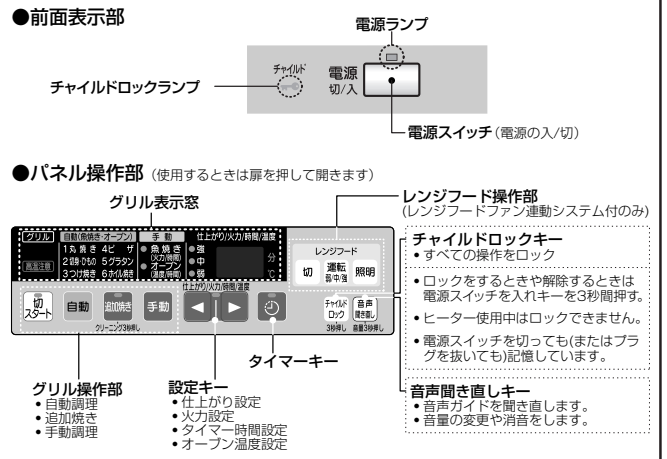 ●前面表示部
電源ランプ
チャイルドロックランプ
チャイルド
電源
切/入
電源スイッチ(電源の入/切)
●パネル操作部(使用するときは扉を押して開きます)
グリル表示窓
レンジフード操作部
(レンジフードファン連動システム付のみ)
グリル 自動(魚焼き・オーブン) 手動 仕上がり/火力/時間/温度
1丸焼き 4ピザ
2姿焼・ひもの 5グラタン
3つけ焼き 6ホイル焼き
高温注意
●魚焼き
(火力/時間)
●オーブン
(温度/時間)
●強
●中
●弱
分
℃
レンジフード
切 運転 照明
弱/中/強
仕上がり/火力/時間/温度
切
スタート
自動 追加焼き 手動
クリーニング3秒押し
チャイルド
ロック
音声
聞き直し
3秒押し 音量3秒押し
チャイルドロックキー
•すべての操作をロック
•ロックをするときや解除するときは
電源スイッチを入れキーを3秒間押す。
•ヒーター使用中はロックできません。
•電源スイッチを切っても(またはプラ
グを抜いても)記憶しています。
音声聞き直しキー
•音声ガイドを聞き直します。
•音量の変更や消音をします。
タイマーキー
グリル操作部
•自動調理
•追加焼き
•手動調理
設定キー
•仕上がり設定
•火力設定
•タイマー時間設定
•オーブン温度設定